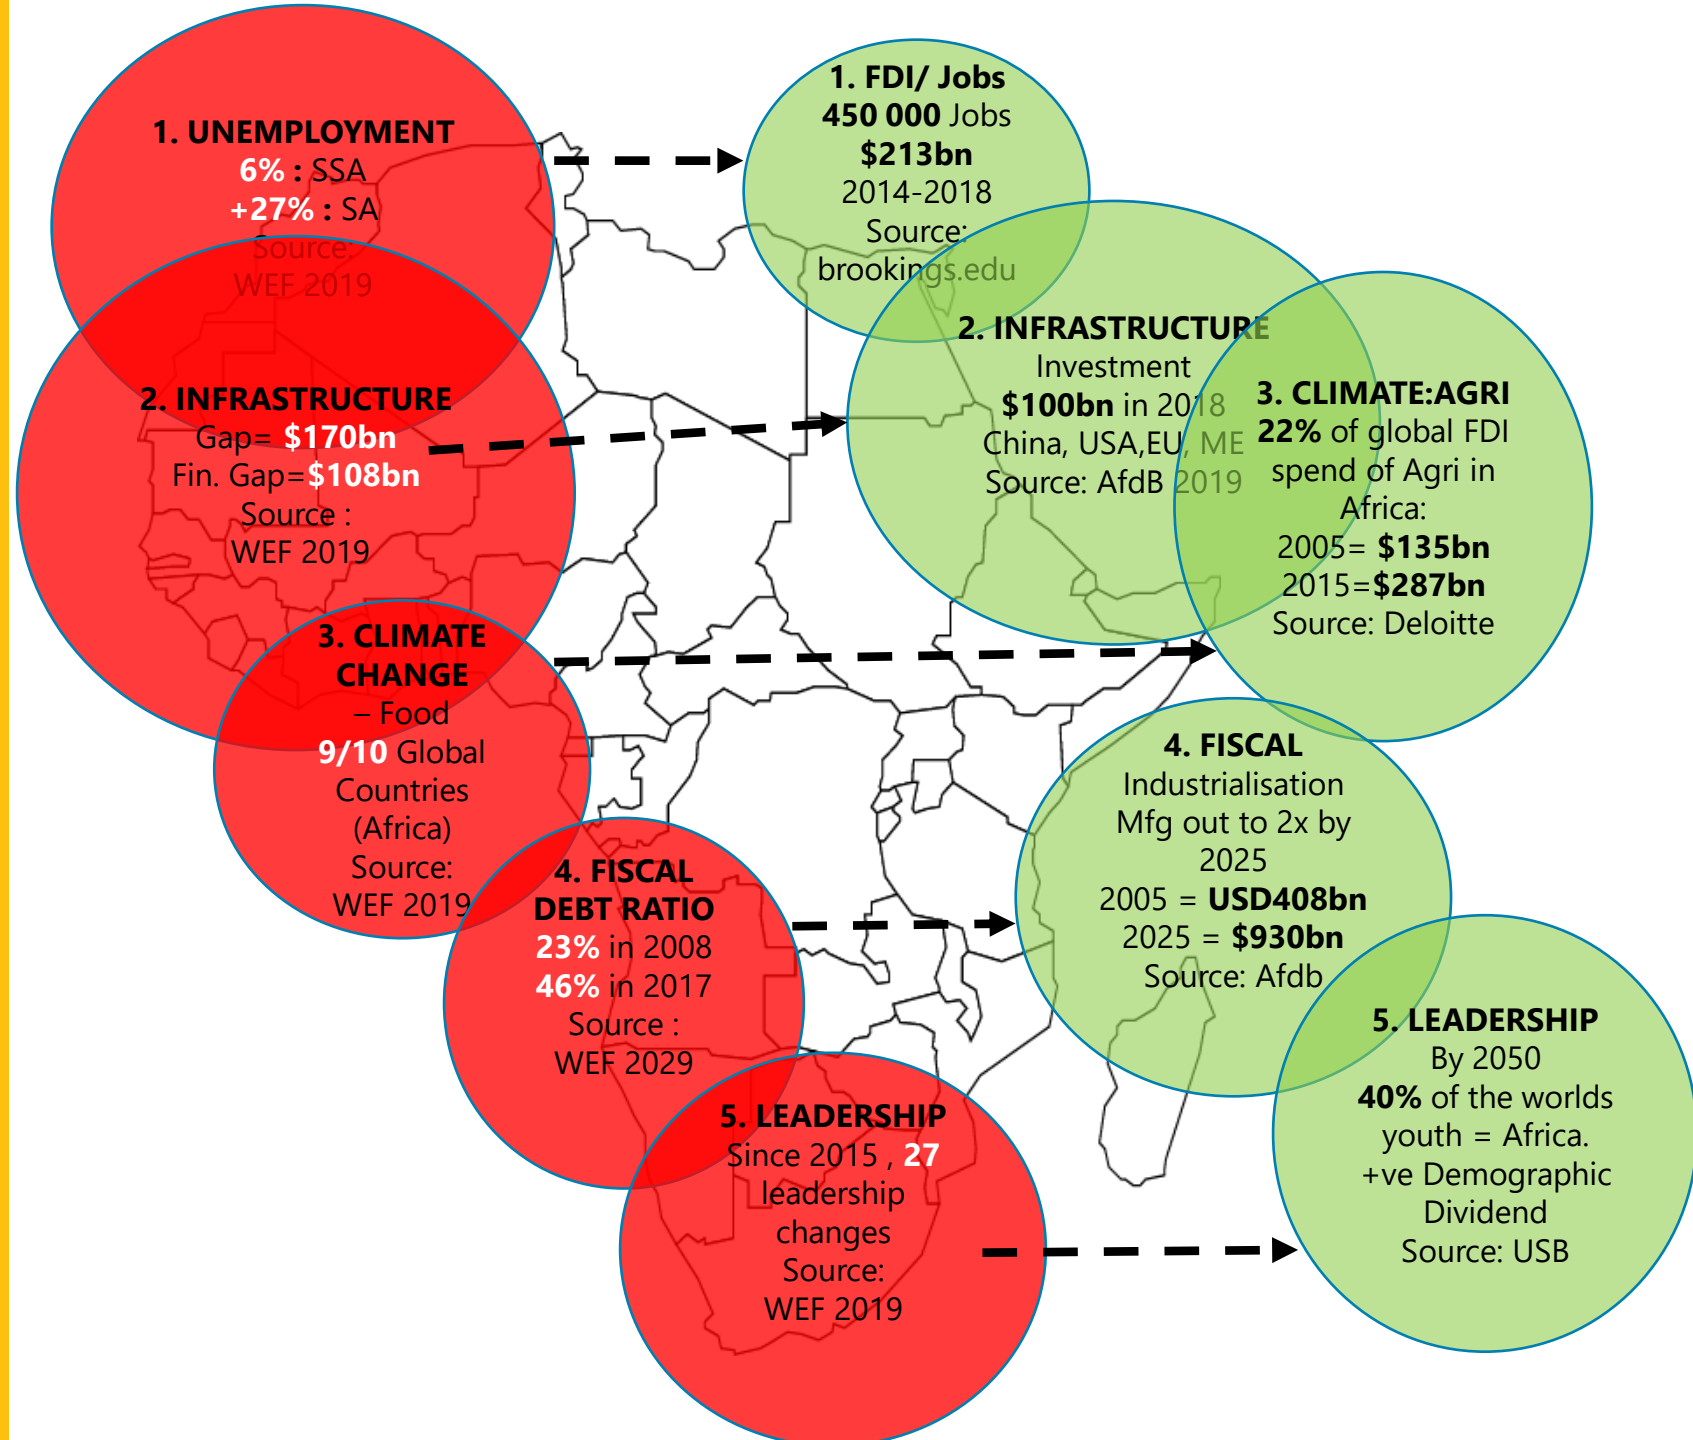 1. UNEMPLOYMENT
6% : SSA
+27% : SA
Source:
WEF 2019
2. INFRASTRUCTURE
Gap= $170bn
Fin. Gap=$108bn
Source :
WEF 2019
3. CLIMATE
CHANGE
– Food
9/10 Global
Countries
(Africa)
Source:
WEF 2019
4. FISCAL
DEBT RATIO
23% in 2008
46% in 2017
Source :
WEF 2029
5. LEADERSHIP
Since 2015 , 27
leadership
changes
Source:
WEF 2019
1. FDI/ Jobs
450 000 Jobs
$213bn
2014-2018
Source:
brookings.edu
2. INFRASTRUCTURE
Investment
$100bn in 2018
China, USA,EU, ME
Source: AfdB 2019
3. CLIMATE:AGRI
22% of global FDI
spend of Agri in
Africa:
2005= $135bn
2015=$287bn
Source: Deloitte
4. FISCAL
Industrialisation
Mfg out to 2x by
2025
2005 = USD408bn
2025 = $930bn
Source: Afdb
5. LEADERSHIP
By 2050
40% of the worlds
youth = Africa.
+ve Demographic
Dividend
Source: USB